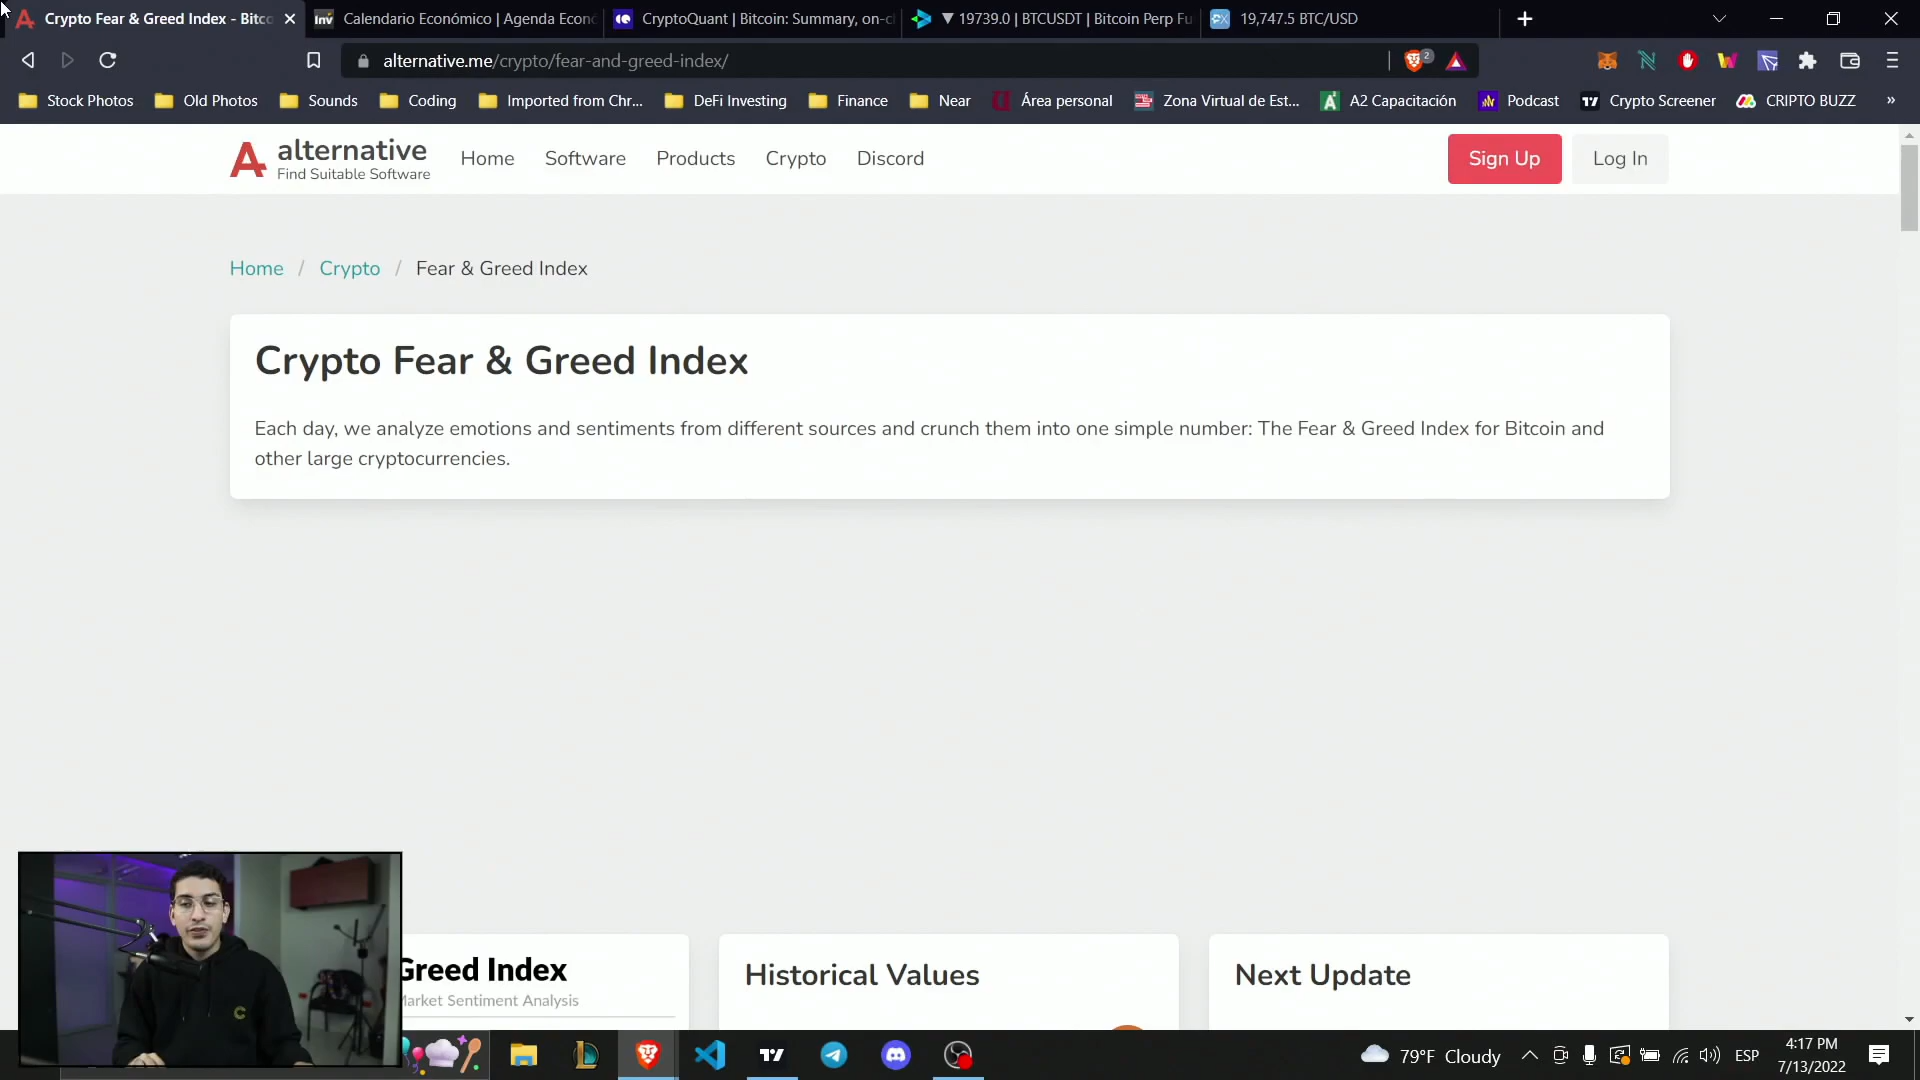 Crypto Fear & Greed Index - Bitc
Calendario Económico | Agenda Econ
CryptoQuant | Bitcoin: Summary, on-c
▼ 19739.0 | BTCUSDT | Bitcoin Perp Fu
19,747.5 BTC/USD
alternative.me/crypto/fear-and-greed-index/
2
Stock Photos
Old Photos
Sounds
Coding
Imported from Chr...
DeFi Investing
Finance
Near
Área personal
Zona Virtual de Est...
A2 Capacitación
Podcast
Crypto Screener
CRIPTO BUZZ
»
alternative
Find Suitable Software
Home
Software
Products
Crypto
Discord
Sign Up
Log In
Home / Crypto / Fear & Greed Index
Crypto Fear & Greed Index
Each day, we analyze emotions and sentiments from different sources and crunch them into one simple number: The Fear & Greed Index for Bitcoin and
other large cryptocurrencies.
Greed Index
Market Sentiment Analysis
Historical Values
Next Update
79°F Cloudy
ESP
4:17 PM
7/13/2022